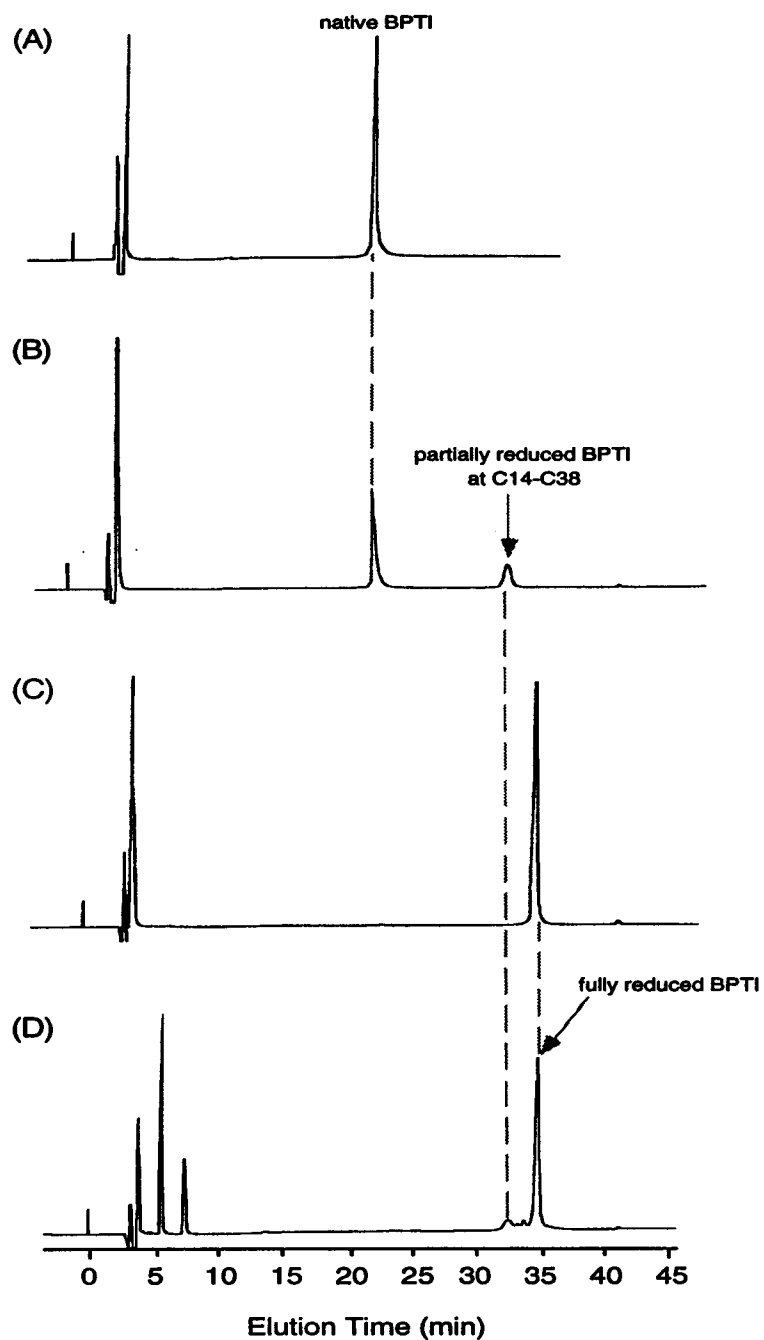 (A)
native BPTI
(B)
partially reduced BPTI
at C14-C38
(C)
fully reduced BPTI
(D)
0 5 10 15 20 25 30 35 40 45
Elution Time (min)